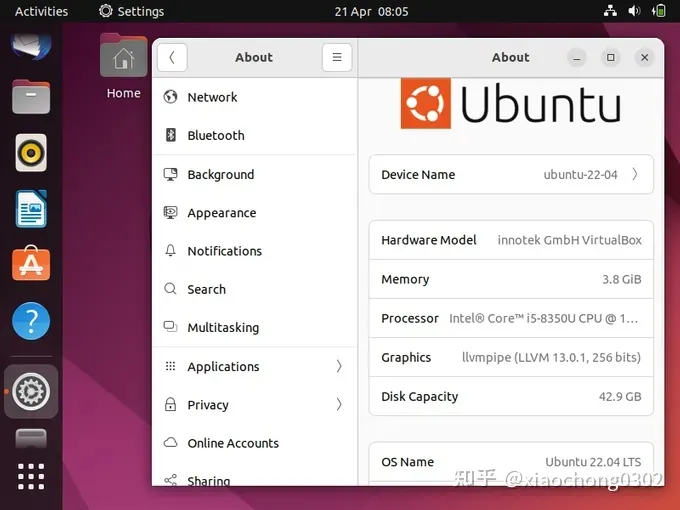 Activities
Settings
21 Apr 08:05
Home
About
About
Network
Bluetooth
Background
Appearance
Notifications
Search
Multitasking
Applications
Privacy
Online Accounts
Sharing
Ubuntu
Device Name
ubuntu-22-04
Hardware Model
innotek GmbH VirtualBox
Memory
3.8 GiB
Processor
Intel® Core™ i5-8350U CPU @ 1…
Graphics
llvmpipe (LLVM 13.0.1, 256 bits)
Disk Capacity
42.9 GB
OS Name
Ubuntu 22.04 LTS
知乎 @xiaochong0302